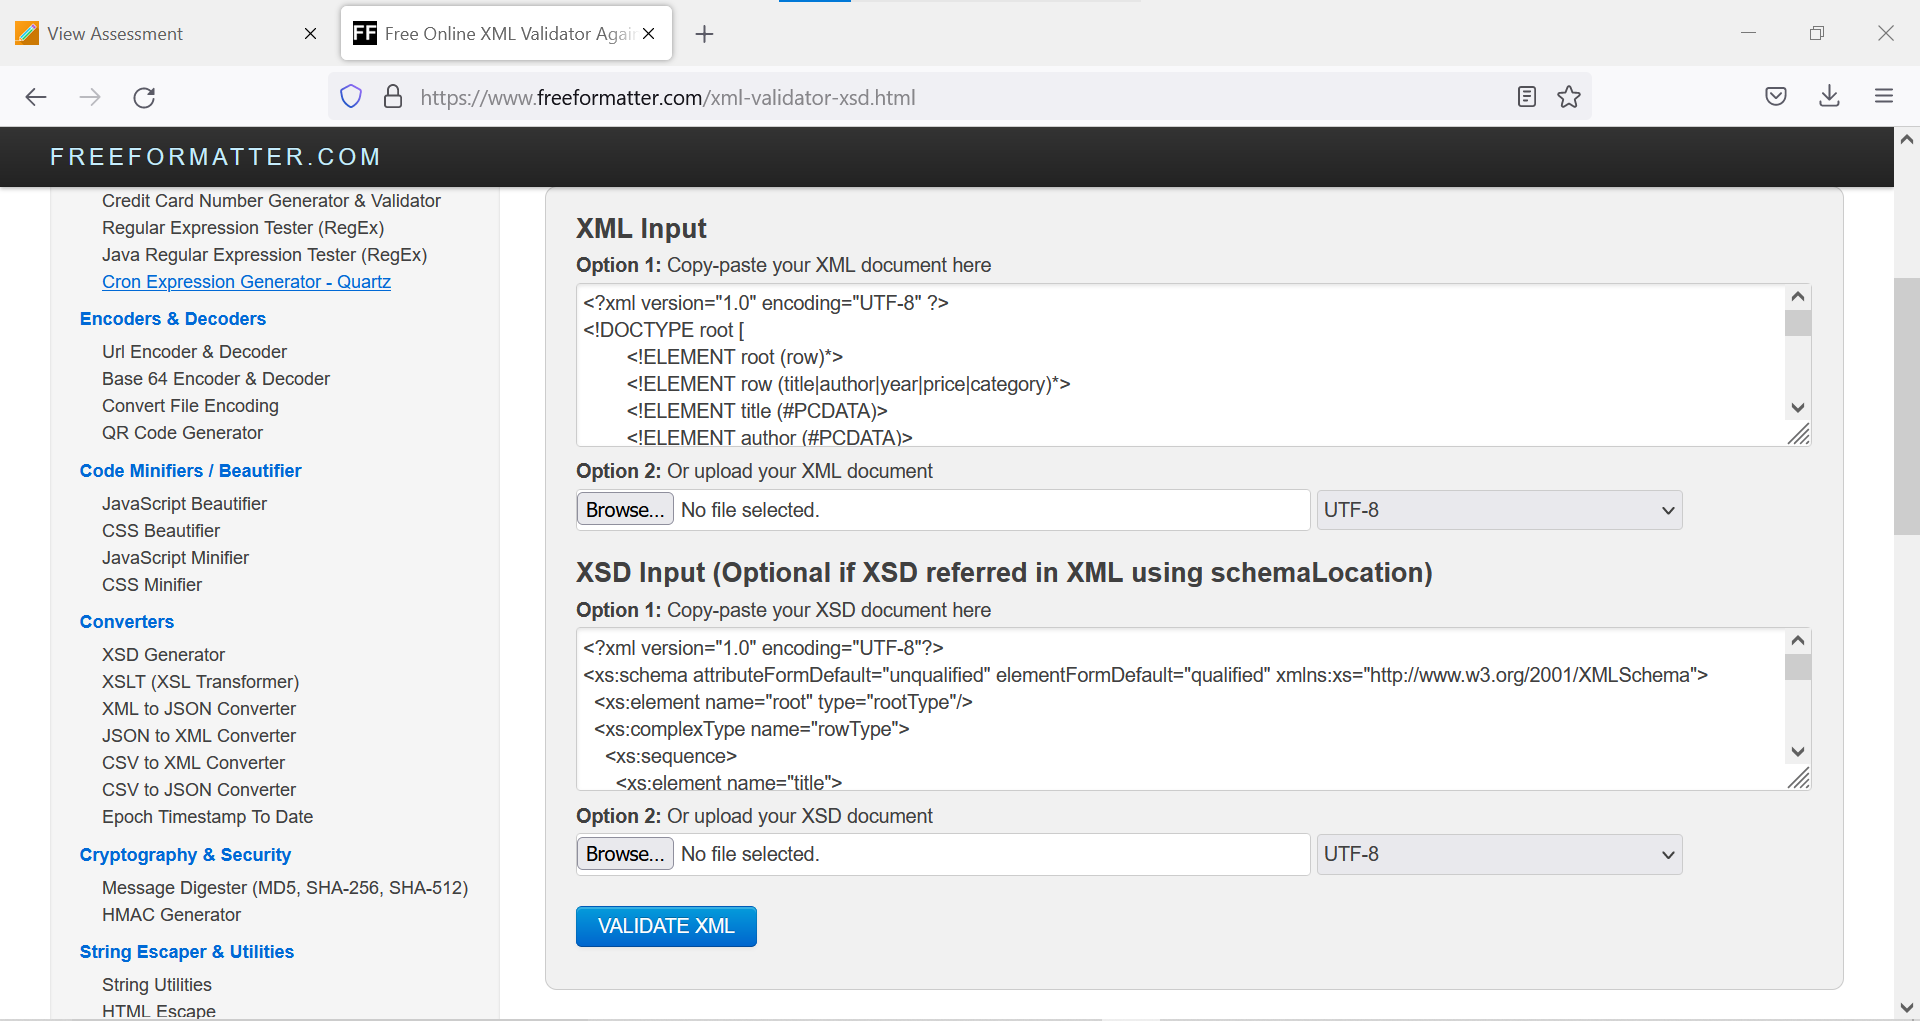 View Assessment
FF Free Online XML Validator Again
https://www.freeformatter.com/xml-validator-xsd.html
FREEFORMATTER.COM
Credit Card Number Generator & Validator
Regular Expression Tester (RegEx)
Java Regular Expression Tester (RegEx)
Cron Expression Generator - Quartz
Encoders & Decoders
Url Encoder & Decoder
Base 64 Encoder & Decoder
Convert File Encoding
QR Code Generator
Code Minifiers / Beautifier
JavaScript Beautifier
CSS Beautifier
JavaScript Minifier
CSS Minifier
Converters
XSD Generator
XSLT (XSL Transformer)
XML to JSON Converter
JSON to XML Converter
CSV to XML Converter
CSV to JSON Converter
Epoch Timestamp To Date
Cryptography & Security
Message Digester (MD5, SHA-256, SHA-512)
HMAC Generator
String Escaper & Utilities
String Utilities
HTML Escape
XML Input
Option 1: Copy-paste your XML document here
<?xml version="1.0" encoding="UTF-8" ?>
<!DOCTYPE root [
<!ELEMENT root (row)*>
<!ELEMENT row (title|author|year|price|category)*>
<!ELEMENT title (#PCDATA)>
<!ELEMENT author (#PCDATA)>
Option 2: Or upload your XML document
Browse... No file selected.
UTF-8
XSD Input (Optional if XSD referred in XML using schemaLocation)
Option 1: Copy-paste your XSD document here
<?xml version="1.0" encoding="UTF-8"?>
<xs:schema attributeFormDefault="unqualified" elementFormDefault="qualified" xmlns:xs="http://www.w3.org/2001/XMLSchema">
<xs:element name="root" type="rootType"/>
<xs:complexType name="rowType">
<xs:sequence>
<xs:element name="title">
Option 2: Or upload your XSD document
Browse... No file selected.
UTF-8
VALIDATE XML